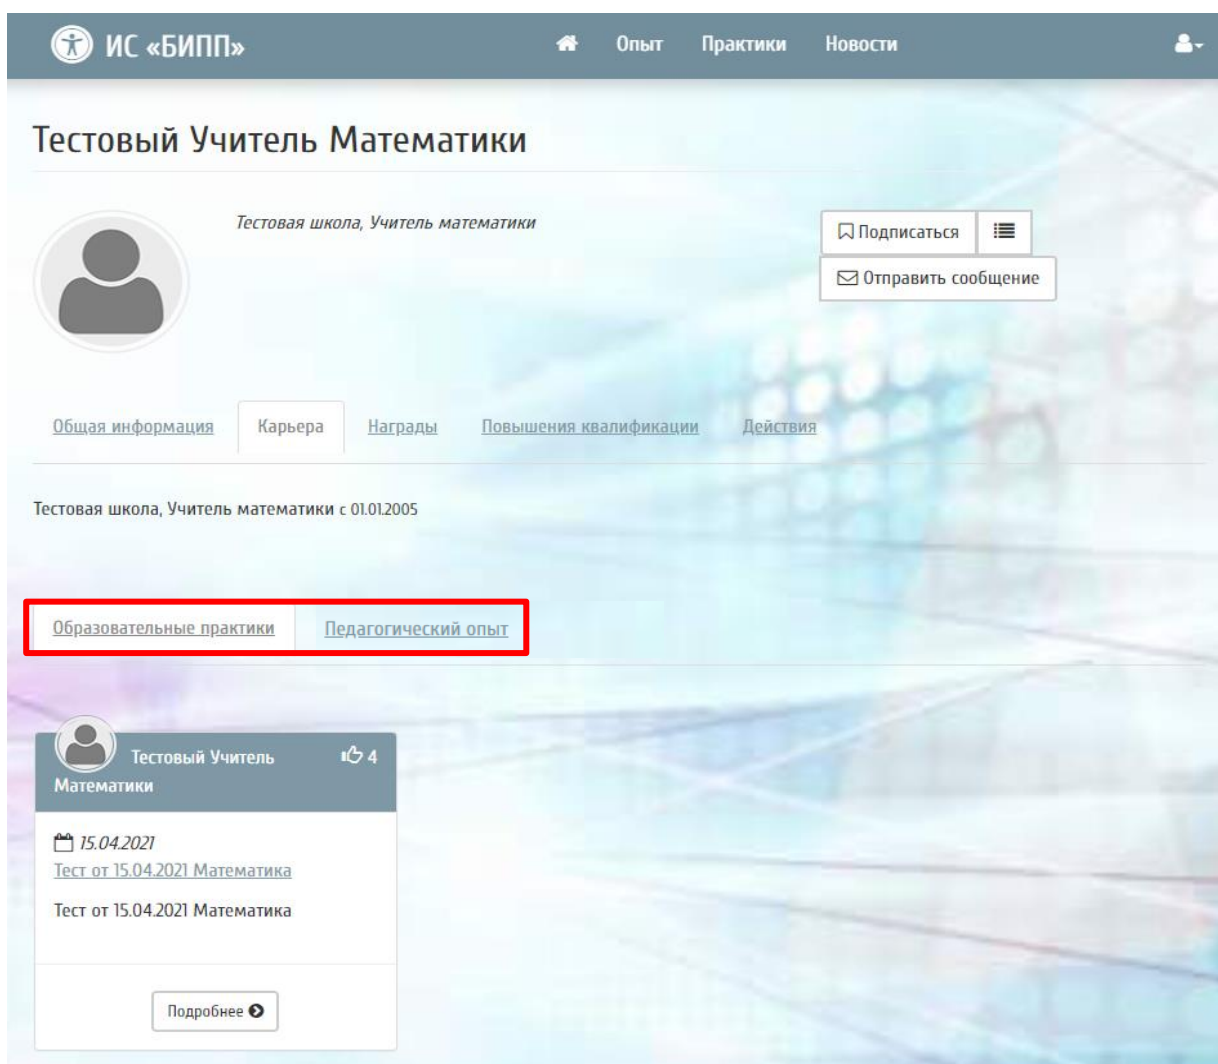 ИС «БИПП» Опыт Практики Новости
Тестовый Учитель Математики
Тестовая школа, Учитель математики
Подписаться
Отправить сообщение
Общая информация Карьера Награды Повышения квалификации Действия
Тестовая школа, Учитель математики с 01.01.2005
Образовательные практики Педагогический опыт
Тестовый Учитель 4
Математики
15.04.2021
Тест от 15.04.2021 Математика
Тест от 15.04.2021 Математика
Подробнее